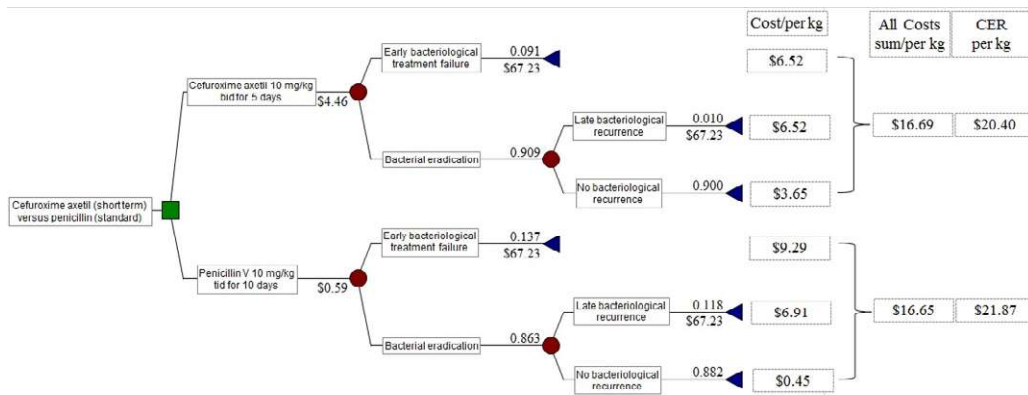 Cost/per kg
All Costs
sum/per kg
CER
per kg
Early bacteriological
treatment failure
0.091
$67.23
$6.52
Cefuroxime axetil 10 mg/kg
bid for 5 days
$4.46
Late bacteriological
recurrence
0.010
$67.23
$6.52
$16.69
$20.40
Bacterial eradication
0.909
No bacteriological
recurrence
0.900
$3.65
Cefuroxime axetil (short term)
versus penicillin (standard)
Early bacteriological
treatment failure
0.137
$67.23
$9.29
Penicillin V 10 mg/kg
tid for 10 days
$0.59
Late bacteriological
recurrence
0.118
$67.23
$6.91
$16.65
$21.87
Bacterial eradication
0.863
No bacteriological
recurrence
0.882
$0.45